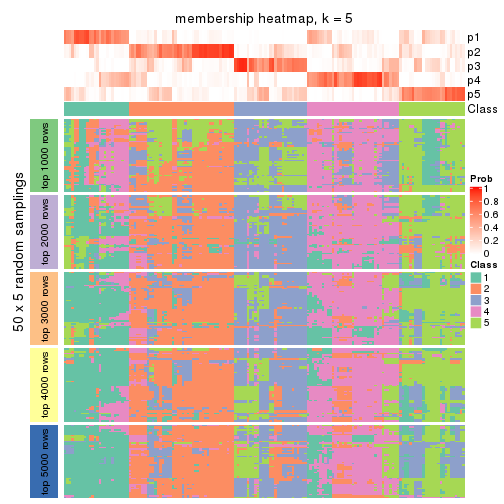 membership heatmap, k = 5
p1
p2
p3
p4
p5
Class
50 x 5 random samplings
top 1000 rows
top 2000 rows
top 3000 rows
top 4000 rows
top 5000 rows
Prob
1
0.8
0.6
0.4
0.2
0
Class
1
2
3
4
5